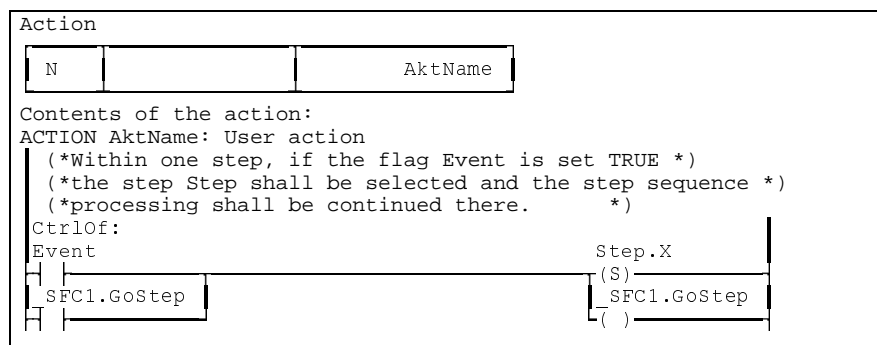 Action
N AktName
Contents of the action:
ACTION AktName: User action
(*Within one step, if the flag Event is set TRUE *)
(*the step Step shall be selected and the step sequence *)
(*processing shall be continued there. *)
CtrlOf:
Event Step.X
(S)
_SFC1.GoStep _SFC1.GoStep
( )